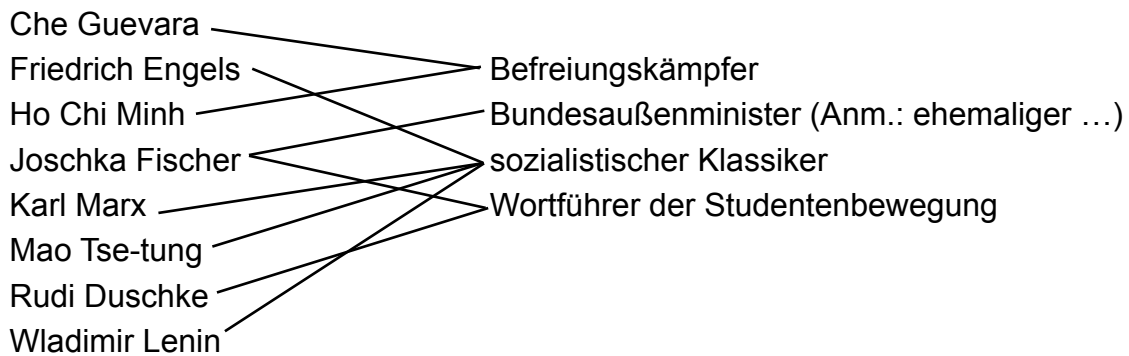 Che Guevara
Friedrich Engels
Befreiungskämpfer
Ho Chi Minh
Bundesaußenminister (Anm.: ehemaliger …)
Joschka Fischer
sozialistischer Klassiker
Karl Marx
Wortführer der Studentenbewegung
Mao Tse-tung
Rudi Duschke
Wladimir Lenin